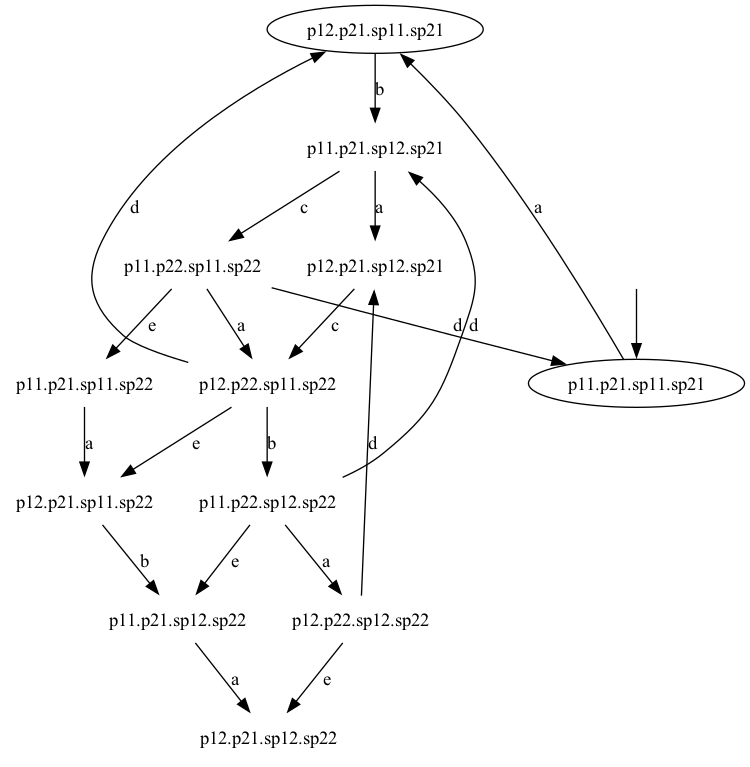 p12.p21.sp11.sp21
b
p11.p21.sp12.sp21
d
c
a
a
p11.p22.sp11.sp22
p12.p21.sp12.sp21
e
a
c
d
d
p11.p21.sp11.sp22
p12.p22.sp11.sp22
p11.p21.sp11.sp21
a
e
b
d
p12.p21.sp11.sp22
p11.p22.sp12.sp22
b
e
a
p11.p21.sp12.sp22
p12.p22.sp12.sp22
a
e
p12.p21.sp12.sp22